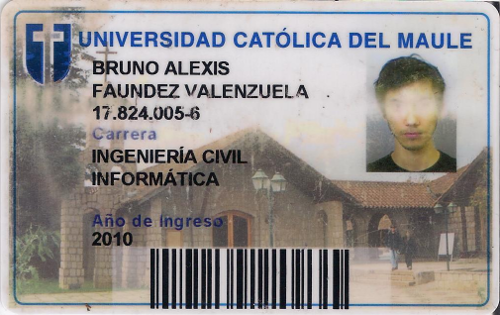 UNIVERSIDAD CATÓLICA DEL MAULE
BRUNO ALEXIS
FAUNDEZ VALENZUELA
17.824.005-6
Carrera
INGENIERÍA CIVIL
INFORMÁTICA
Año de Ingreso
2010